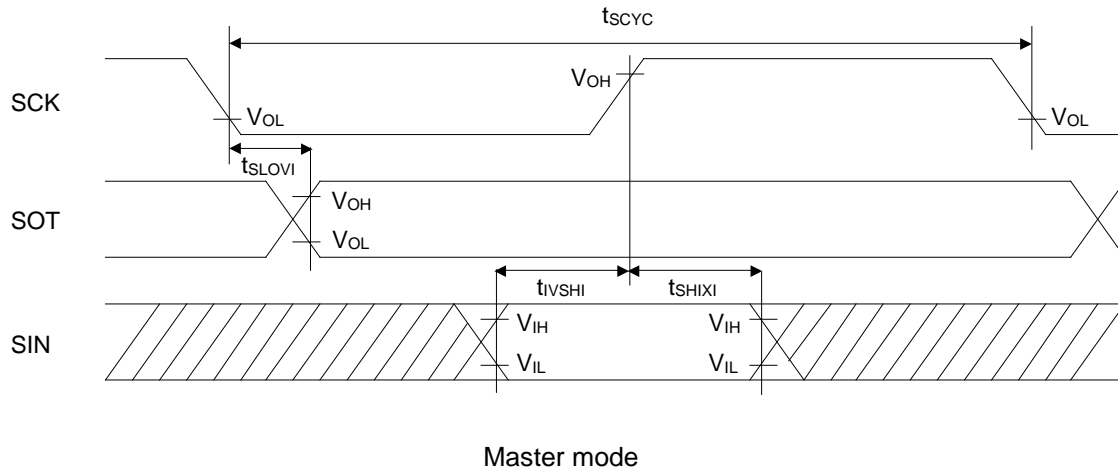 tSCYC
VOH
SCK
VOL
VOL
tSLOVI
VOH
SOT
VOL
tIVSHI
tSHIXI
VIH
VIH
SIN
VIL
VIL
Master mode